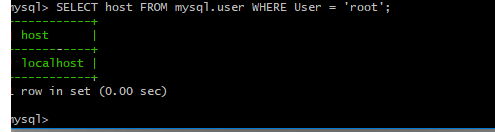 mysql> SELECT host FROM mysql.user WHERE User = 'root';
-----------+
host      |
-----------+
localhost |
-----------+
row in set (0.00 sec)
mysql>